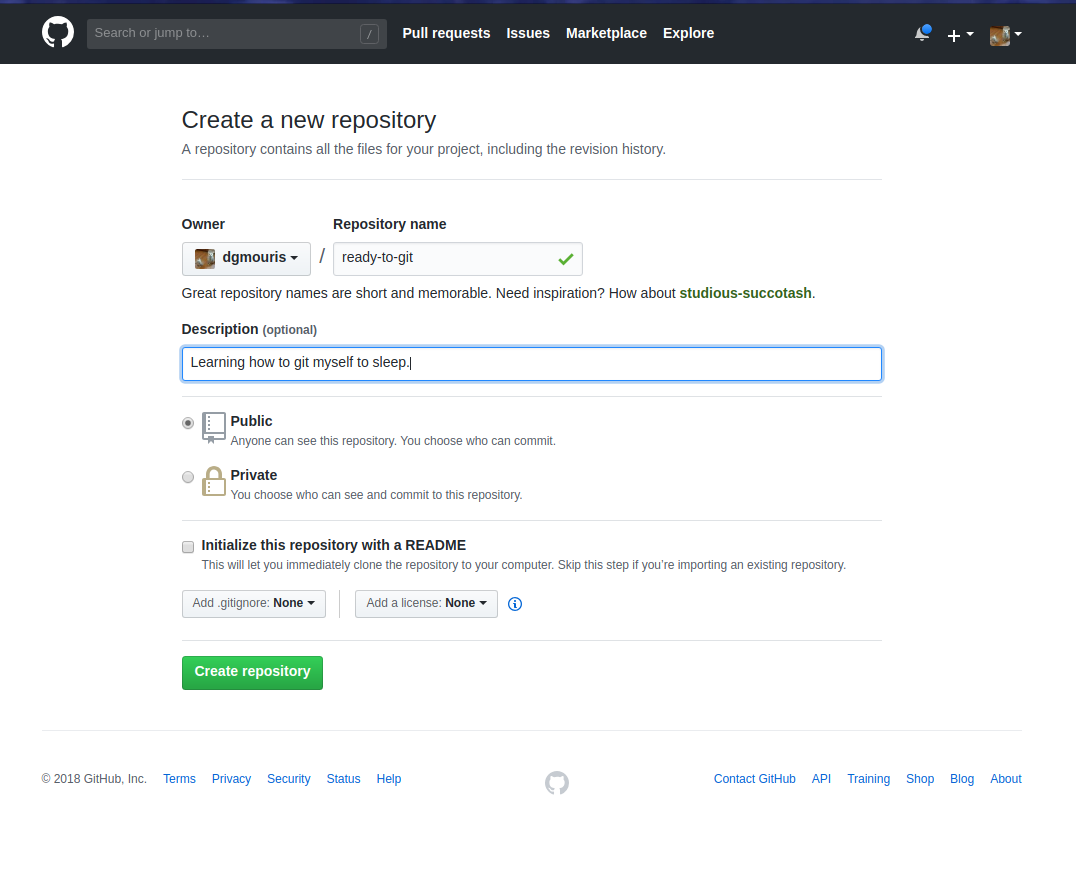 Search or jump to… /
Pull requests Issues Marketplace Explore
Create a new repository
A repository contains all the files for your project, including the revision history.
Owner Repository name
dgmouris / ready-to-git
Great repository names are short and memorable. Need inspiration? How about studious-succotash.
Description (optional)
Learning how to git myself to sleep.
Public
Anyone can see this repository. You choose who can commit.
Private
You choose who can see and commit to this repository.
Initialize this repository with a README
This will let you immediately clone the repository to your computer. Skip this step if you’re importing an existing repository.
Add .gitignore: None Add a license: None
Create repository
© 2018 GitHub, Inc. Terms Privacy Security Status Help Contact GitHub API Training Shop Blog About